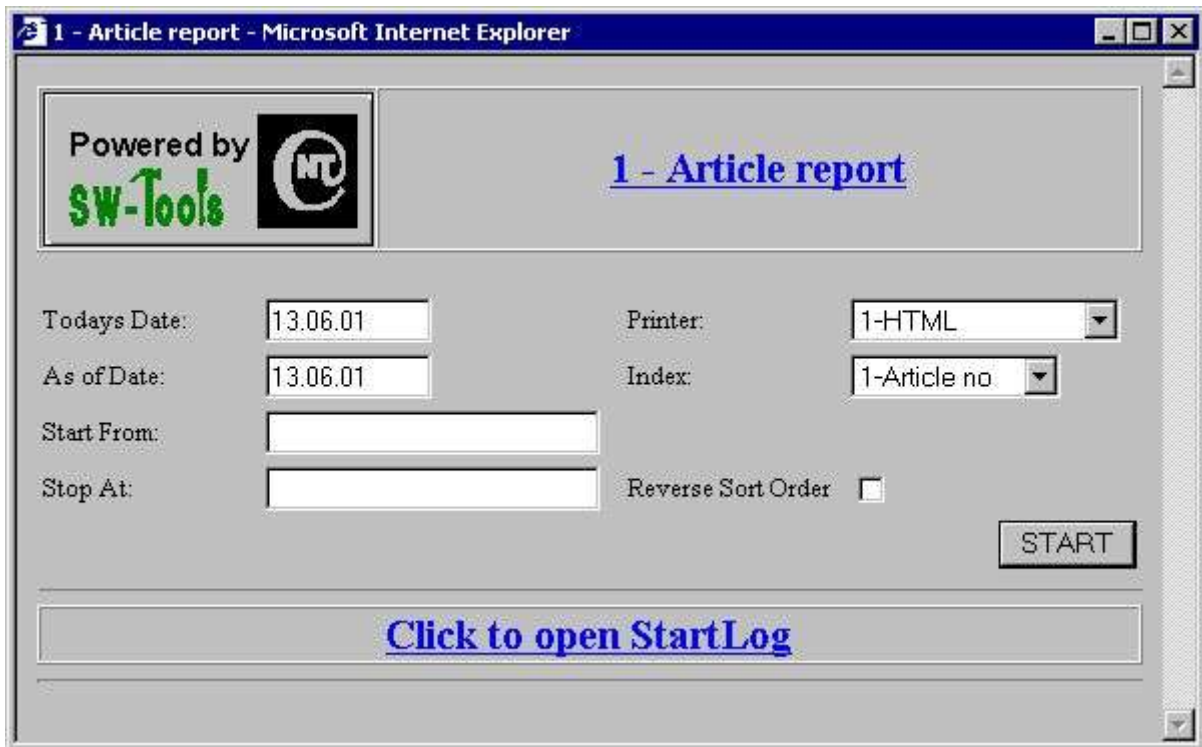 1 - Article report - Microsoft Internet Explorer
Powered by
SW-Tools
NT
1 - Article report
Todays Date: 13.06.01 Printer: 1-HTML
As of Date: 13.06.01 Index: 1-Article no
Start From:
Stop At: Reverse Sort Order
START
Click to open StartLog